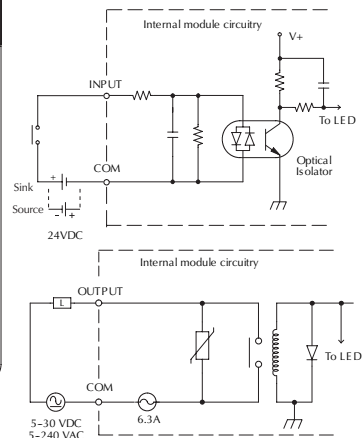 Internal module circuitry
V+
INPUT
To LED
Optical
Isolator
COM
+
Sink
Source
- +
24VDC
Internal module circuitry
OUTPUT
L
To LED
COM
6.3A
5-30 VDC
5-240 VAC